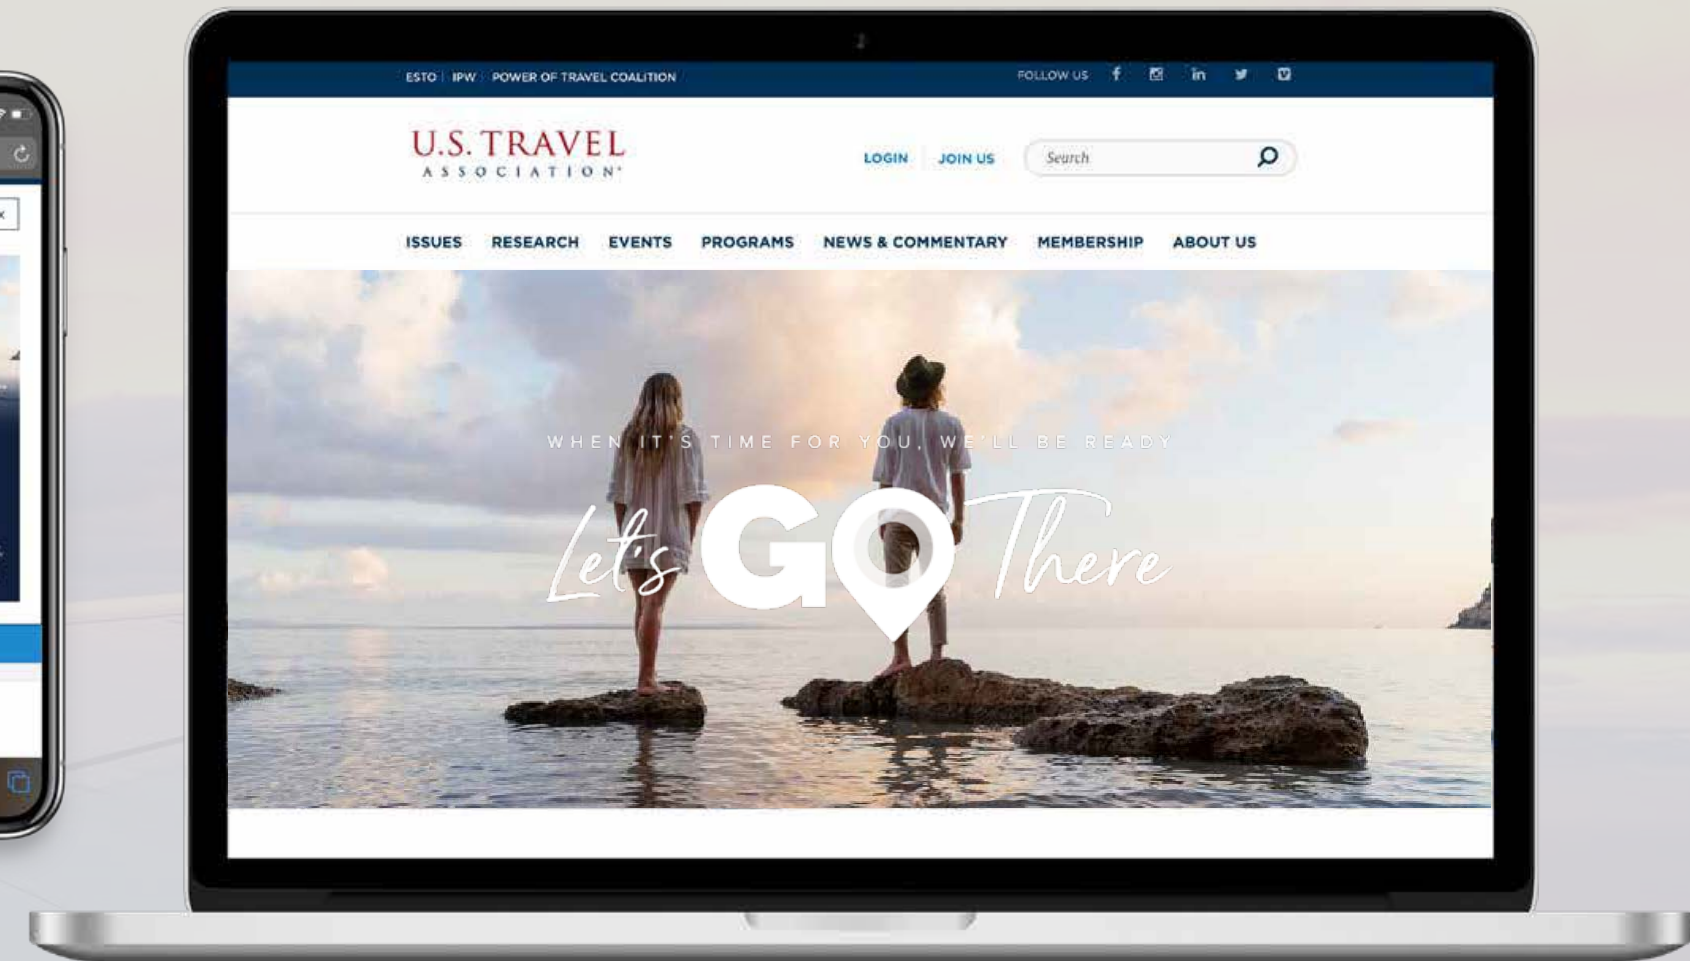 ESTO IPW POWER OF TRAVEL COALITION FOLLOW US
U.S. TRAVEL
ASSOCIATION
LOGIN JOIN US Search
ISSUES RESEARCH EVENTS PROGRAMS NEWS & COMMENTARY MEMBERSHIP ABOUT US
WHEN IT'S TIME FOR YOU, WE'LL BE READY
Let's GO There